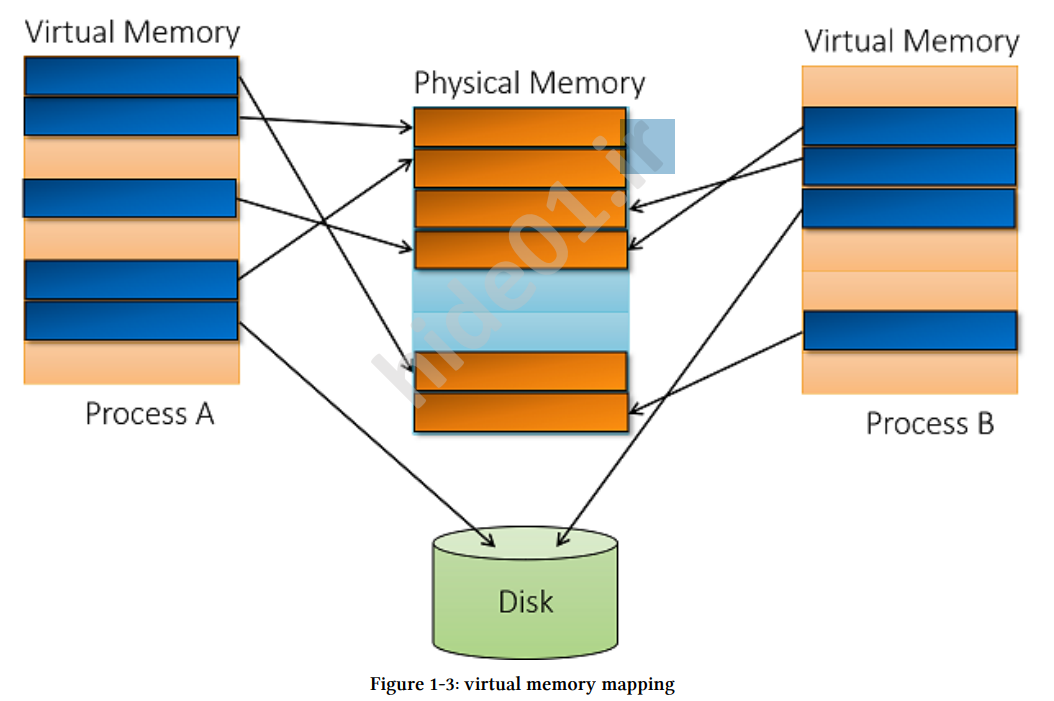 Virtual Memory
Physical Memory
Virtual Memory
hide01.ir
Process A
Process B
Disk
Figure 1-3: virtual memory mapping